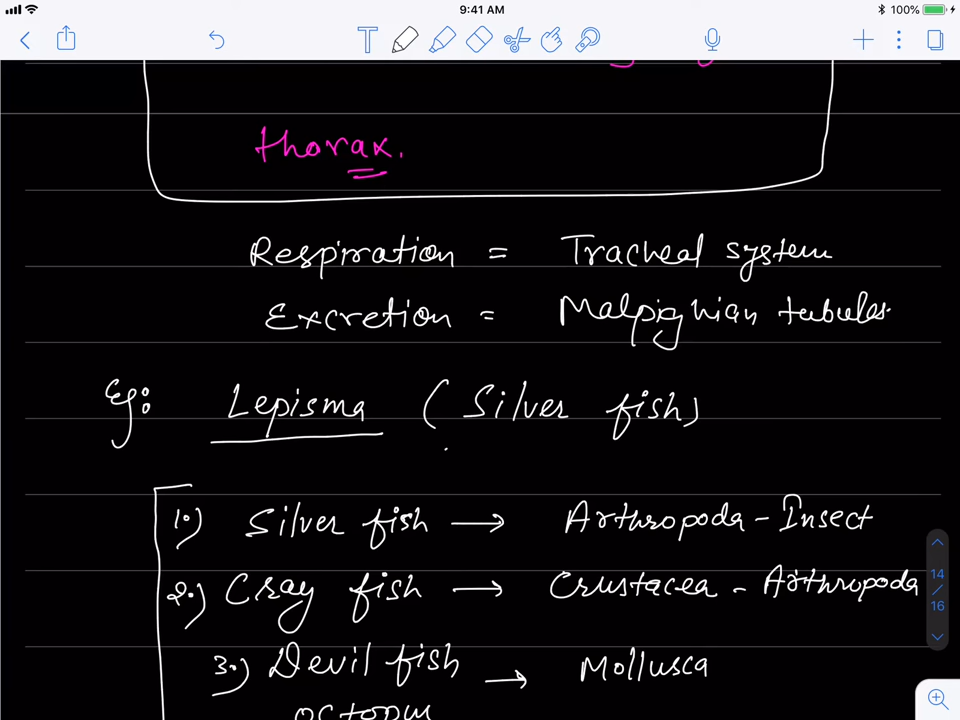 9:41 AM
100%
T
thorax.
Respiration = Tracheal system
Excretion = Malpighian tubules.
Eg: Lepisma (Silver fish)
1.) Silver fish → Arthropoda - Insect
2.) Cray fish → Crustacea - Arthropoda
3.) Devil fish → Mollusca
octopus
14
/
16